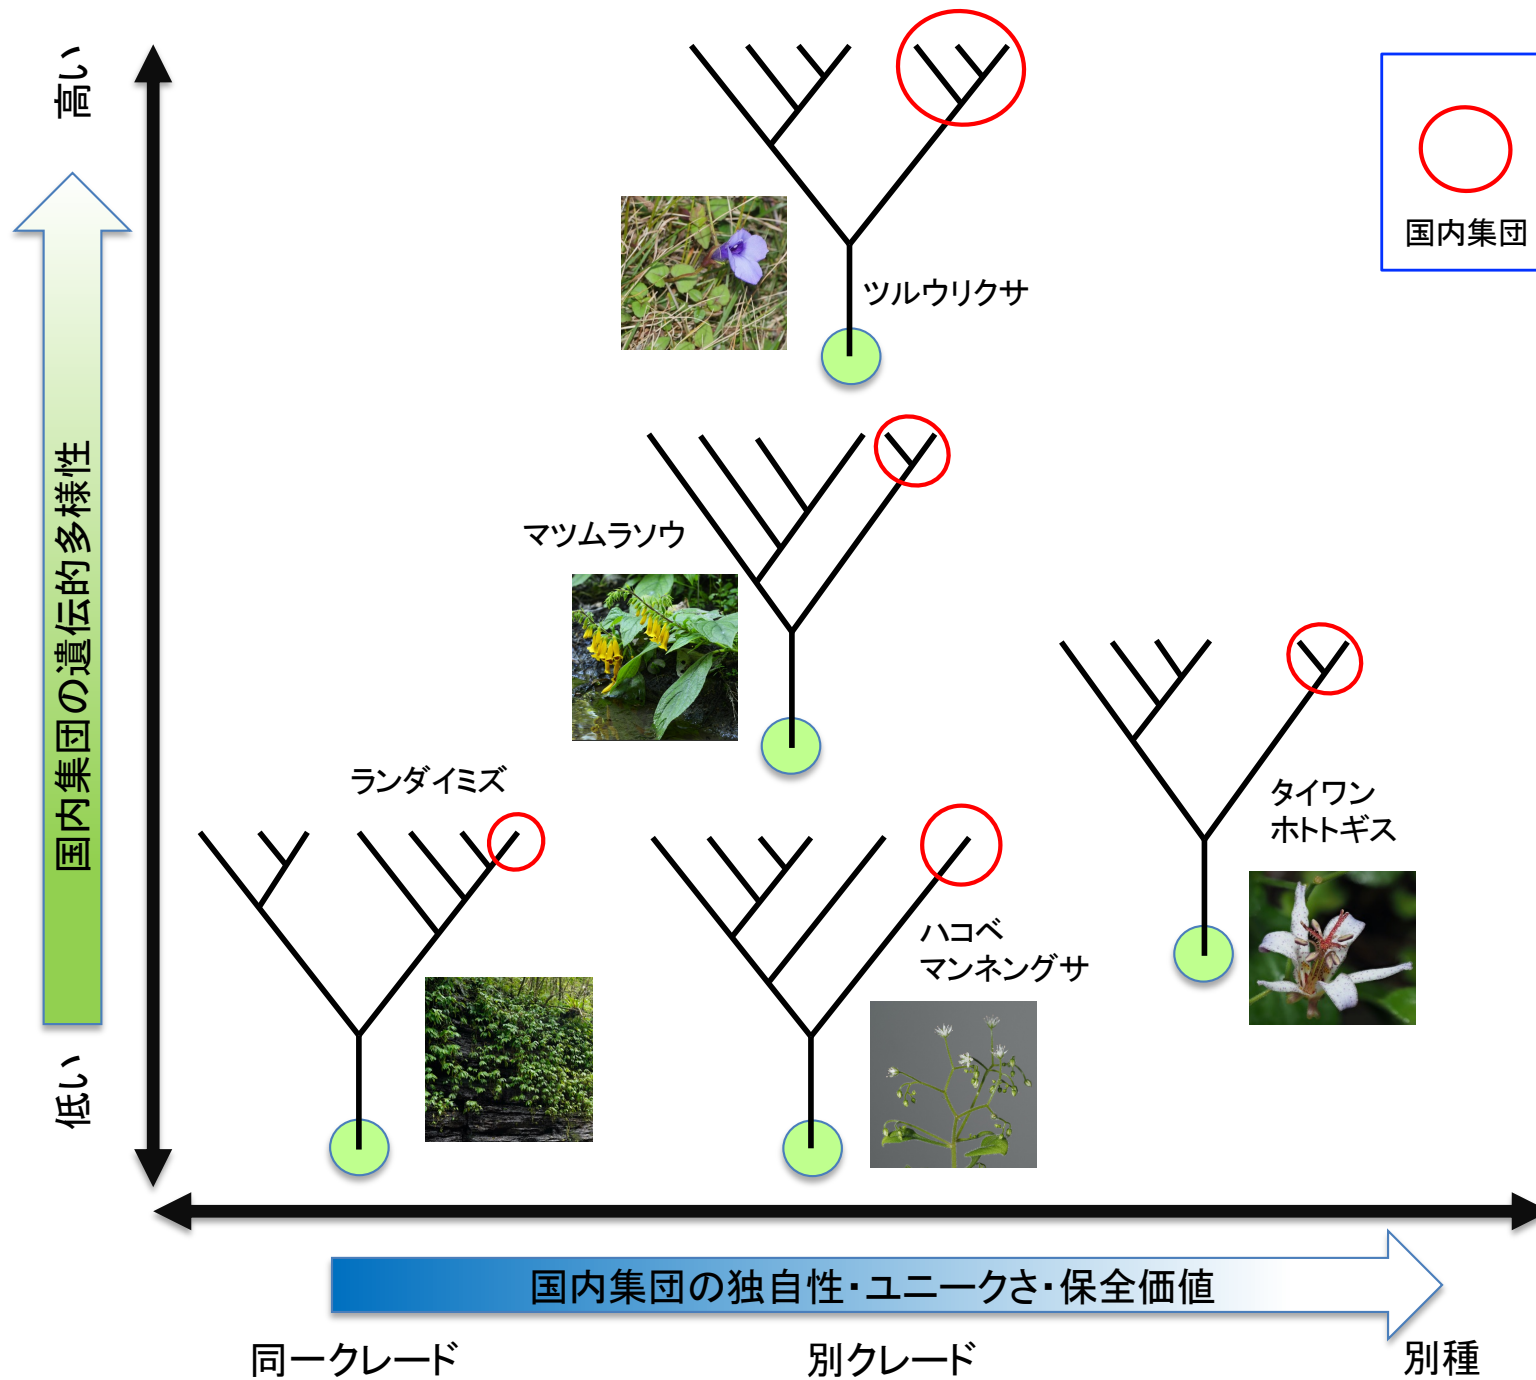 高い
国内集団
ツルウリクサ
国内集団の遺伝的多様性
マツムラソウ
ランダイミズ
タイワン
ホトトギス
ハコベ
マンネングサ
低い
国内集団の独自性・ユニークさ・保全価値
同一クレード
別クレード
別種